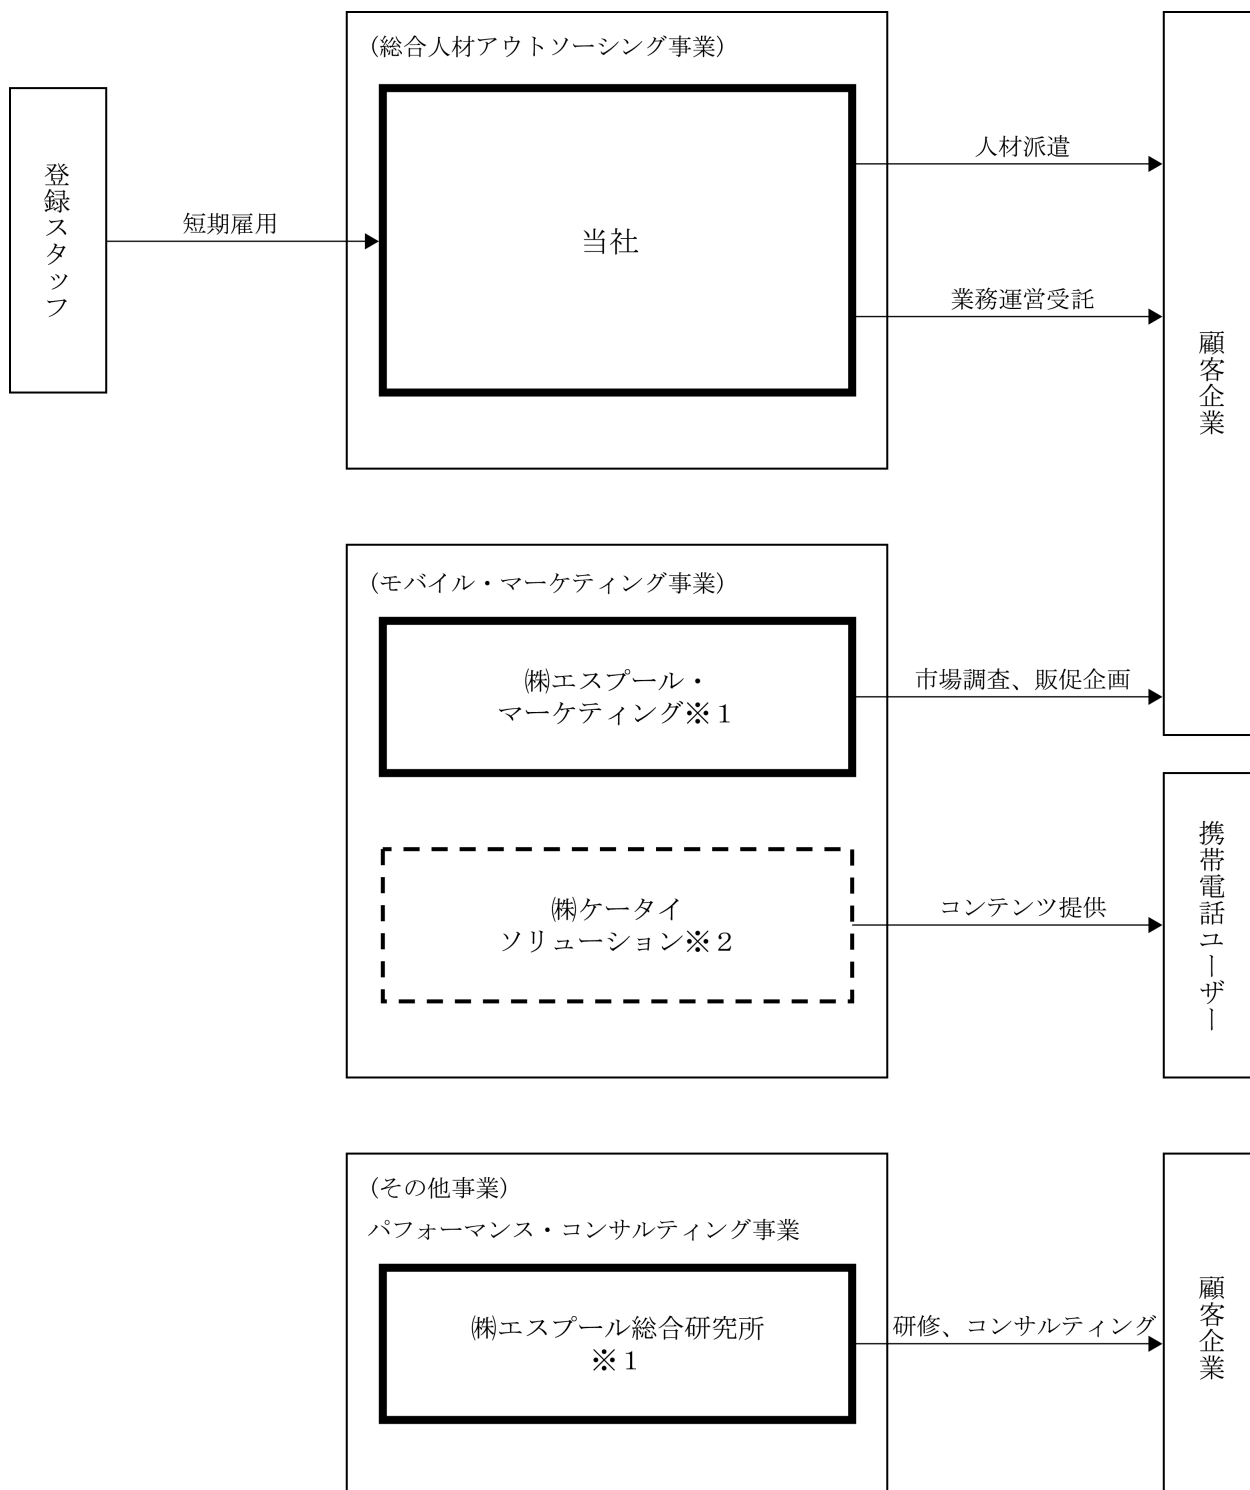 (総合人材アウトソーシング事業)
登録スタッフ
短期雇用
当社
人材派遣
業務運営受託
顧客企業
(モバイル・マーケティング事業)
㈱エスプール・
マーケティング※１
市場調査、販促企画
㈱ケータイ
ソリューション※２
コンテンツ提供
携帯電話ユーザー
(その他事業)
パフォーマンス・コンサルティング事業
㈱エスプール総合研究所
※１
研修、コンサルティング
顧客企業